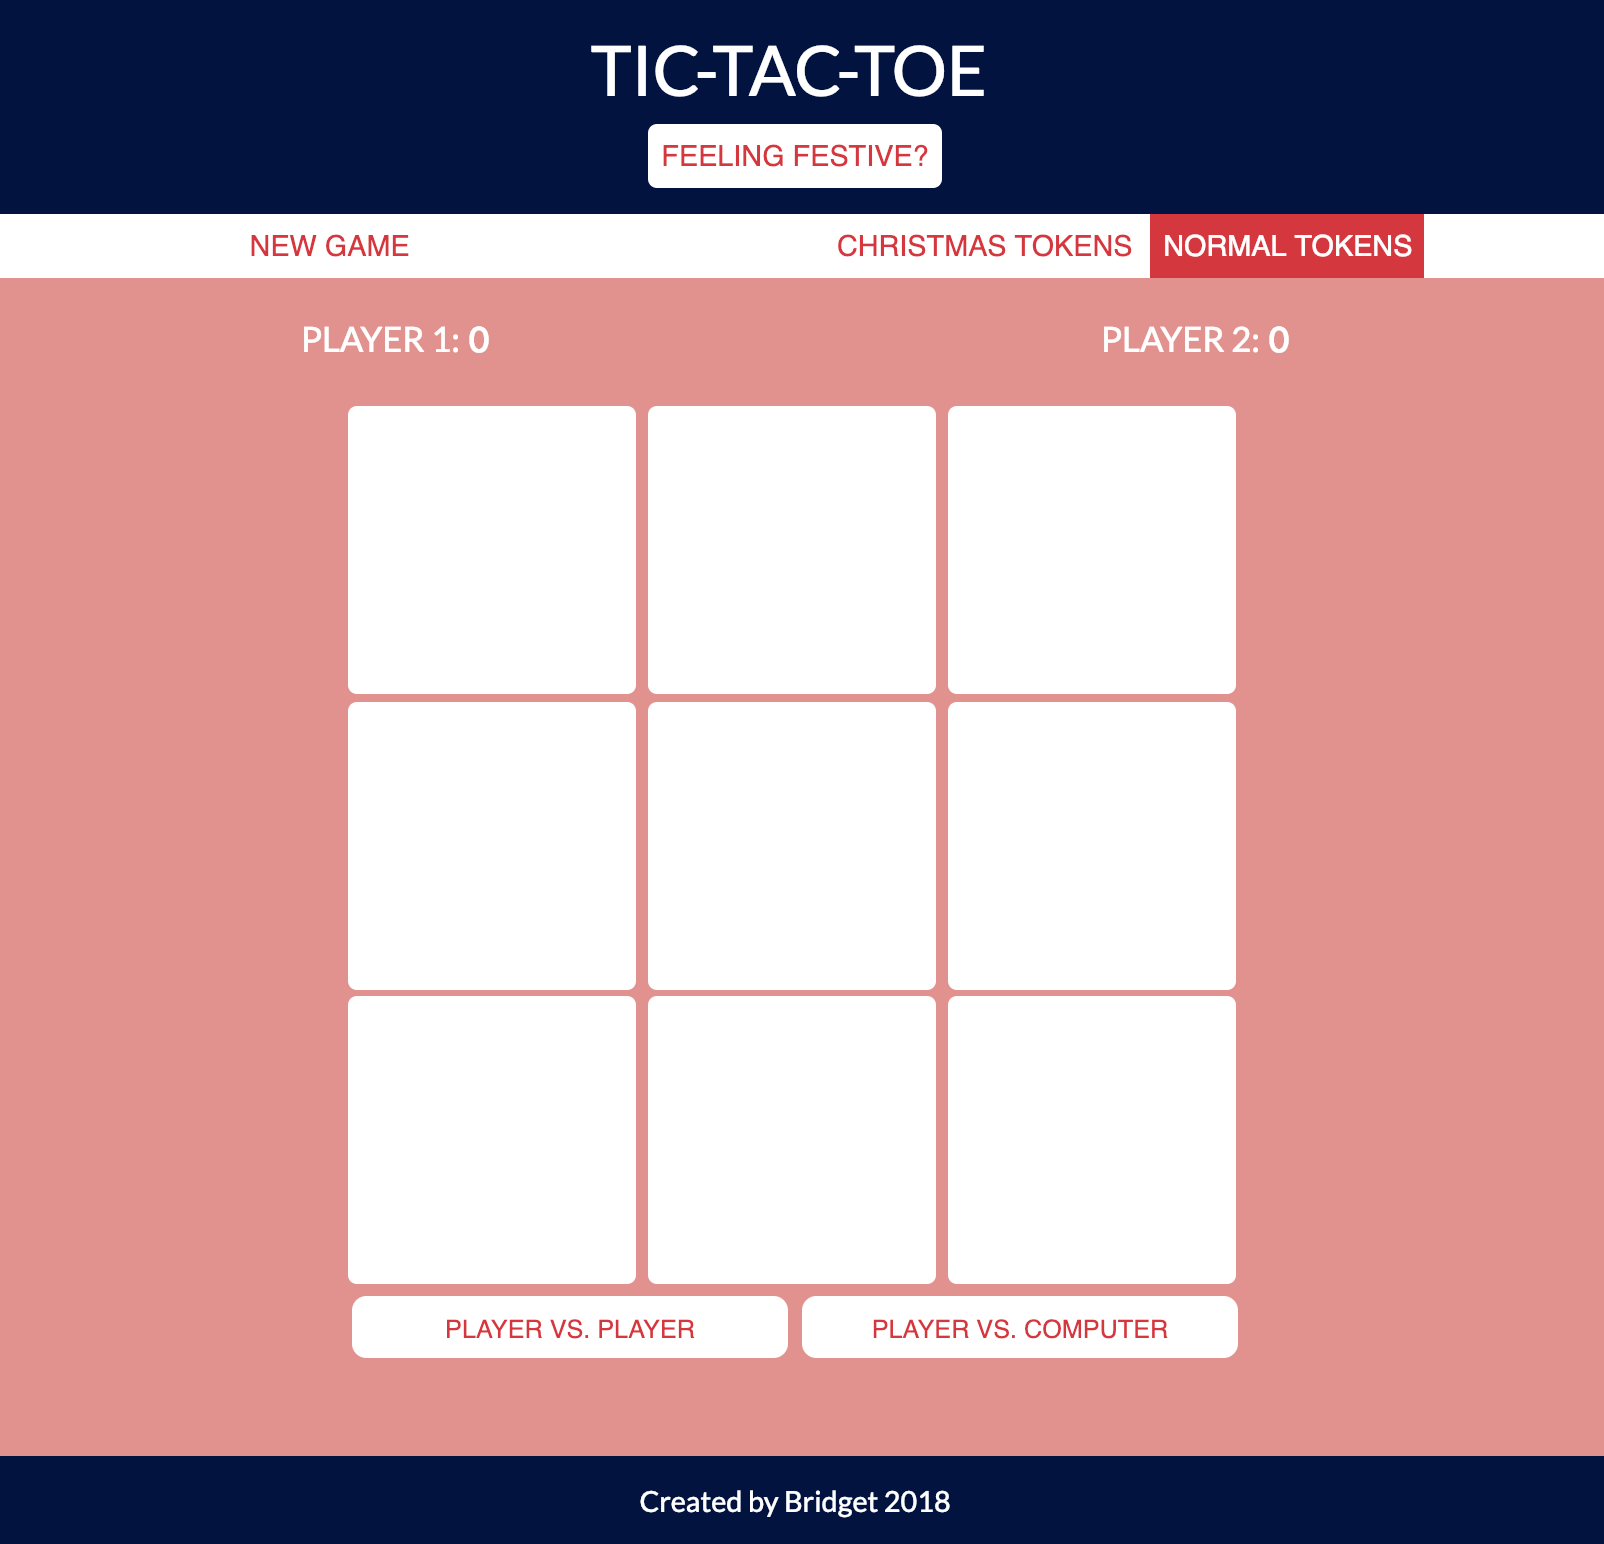 TIC-TAC-TOE
FEELING FESTIVE?
NEW GAME CHRISTMAS TOKENS NORMAL TOKENS
PLAYER 1: 0 PLAYER 2: 0
PLAYER VS. PLAYER PLAYER VS. COMPUTER
Created by Bridget 2018